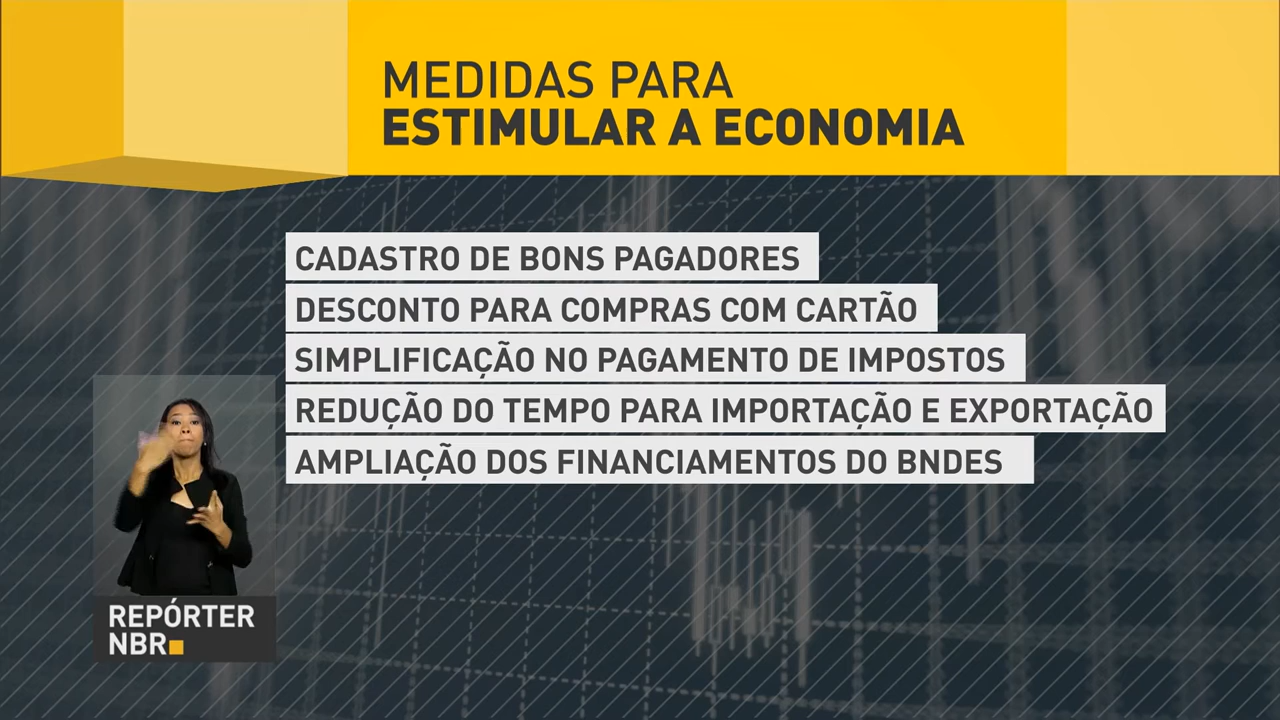 MEDIDAS PARA
ESTIMULAR A ECONOMIA
CADASTRO DE BONS PAGADORES
DESCONTO PARA COMPRAS COM CARTÃO
SIMPLIFICAÇÃO NO PAGAMENTO DE IMPOSTOS
REDUÇÃO DO TEMPO PARA IMPORTAÇÃO E EXPORTAÇÃO
AMPLIAÇÃO DOS FINANCIAMENTOS DO BNDES
REPÓRTER
NBR